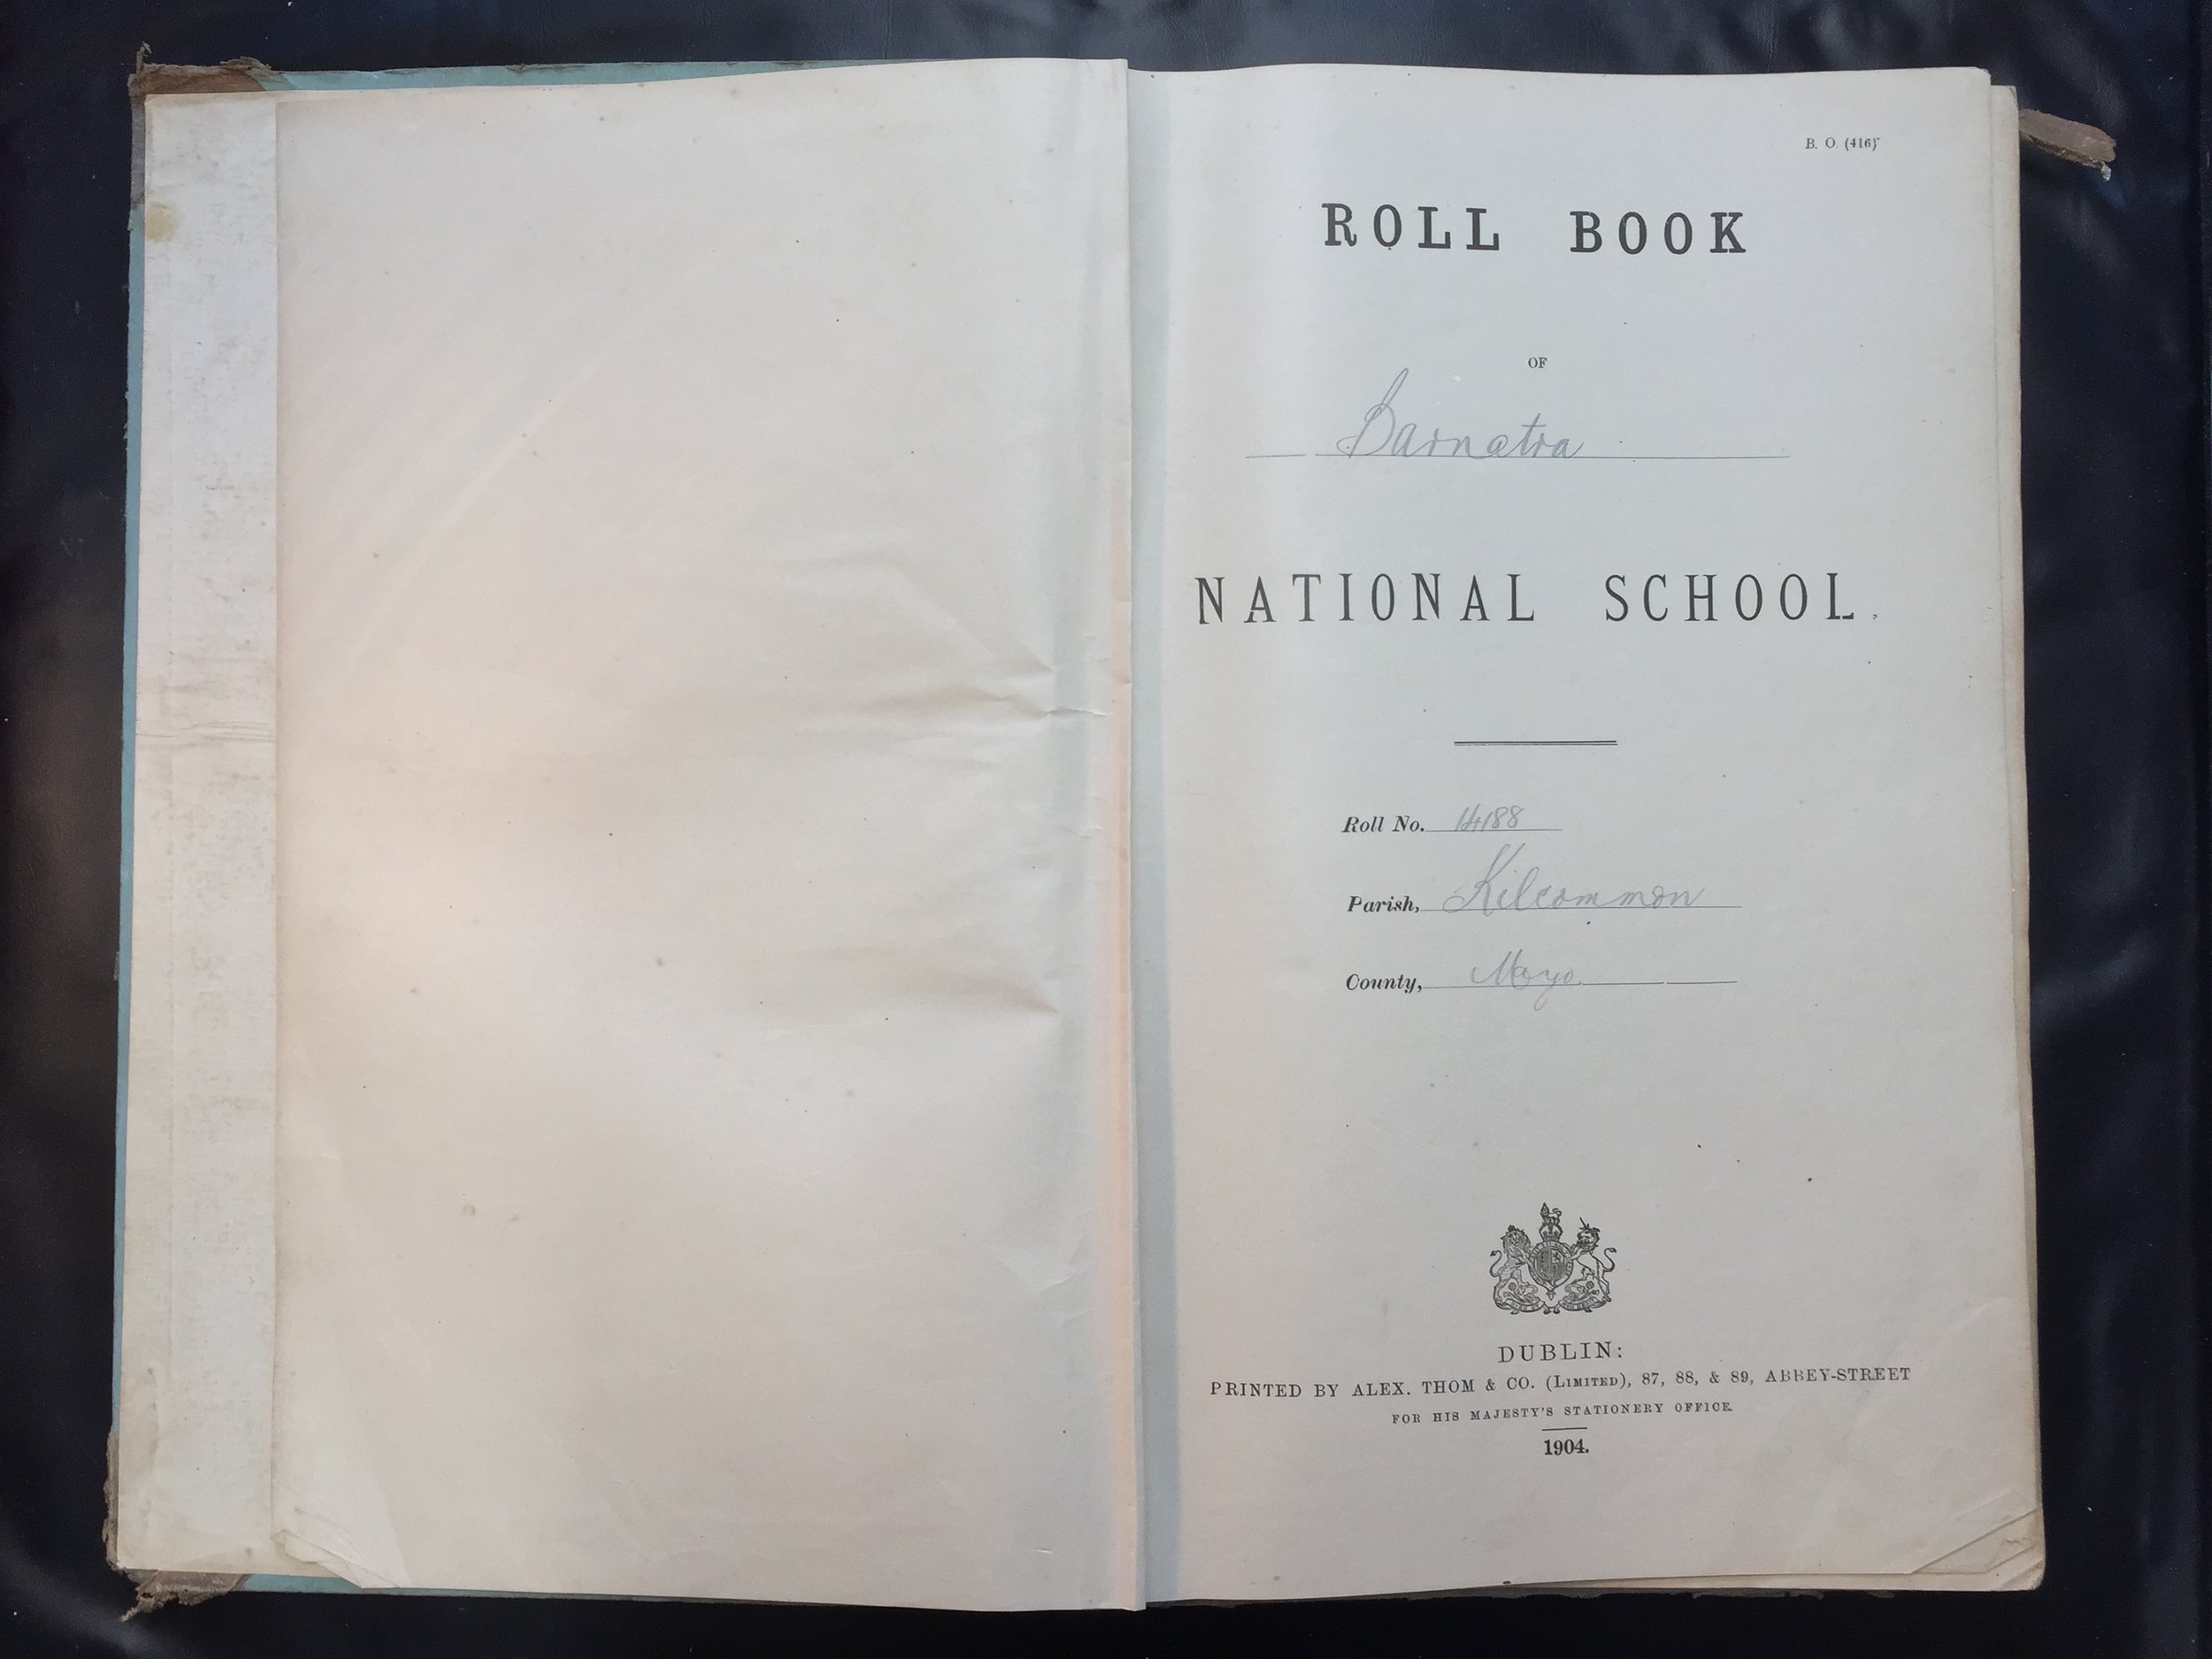 B. O. (416)
ROLL BOOK
OF
Barnatra
NATIONAL SCHOOL.
Roll No. 14188
Parish, Kilcommon
County, Mayo.
DUBLIN:
PRINTED BY ALEX. THOM & CO. (LIMITED), 87, 88, & 89, ABBEY-STREET
FOR HIS MAJESTY'S STATIONERY OFFICE.
1904.